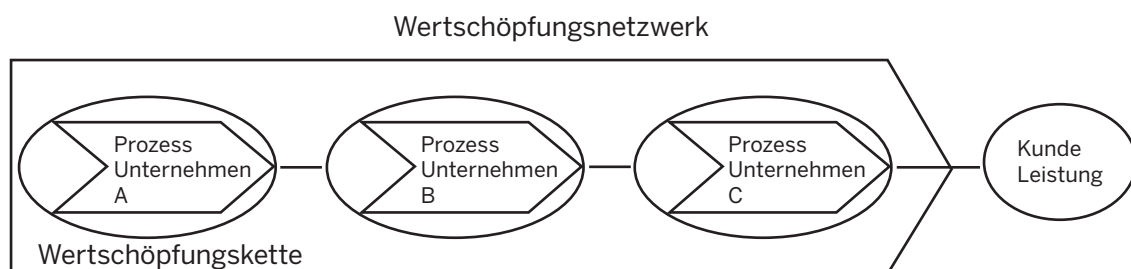 Wertschöpfungsnetzwerk
Prozess
Unternehmen
A
Prozess
Unternehmen
B
Prozess
Unternehmen
C
Kunde
Leistung
Wertschöpfungskette